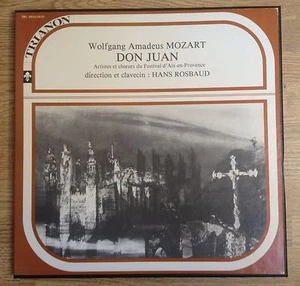 TRIANON
Wolfgang Amadeus MOZART
DON JUAN
Artistes et chœurs du Festival d'Aix-en-Provence
direction et clavecin : HANS ROSBAUD